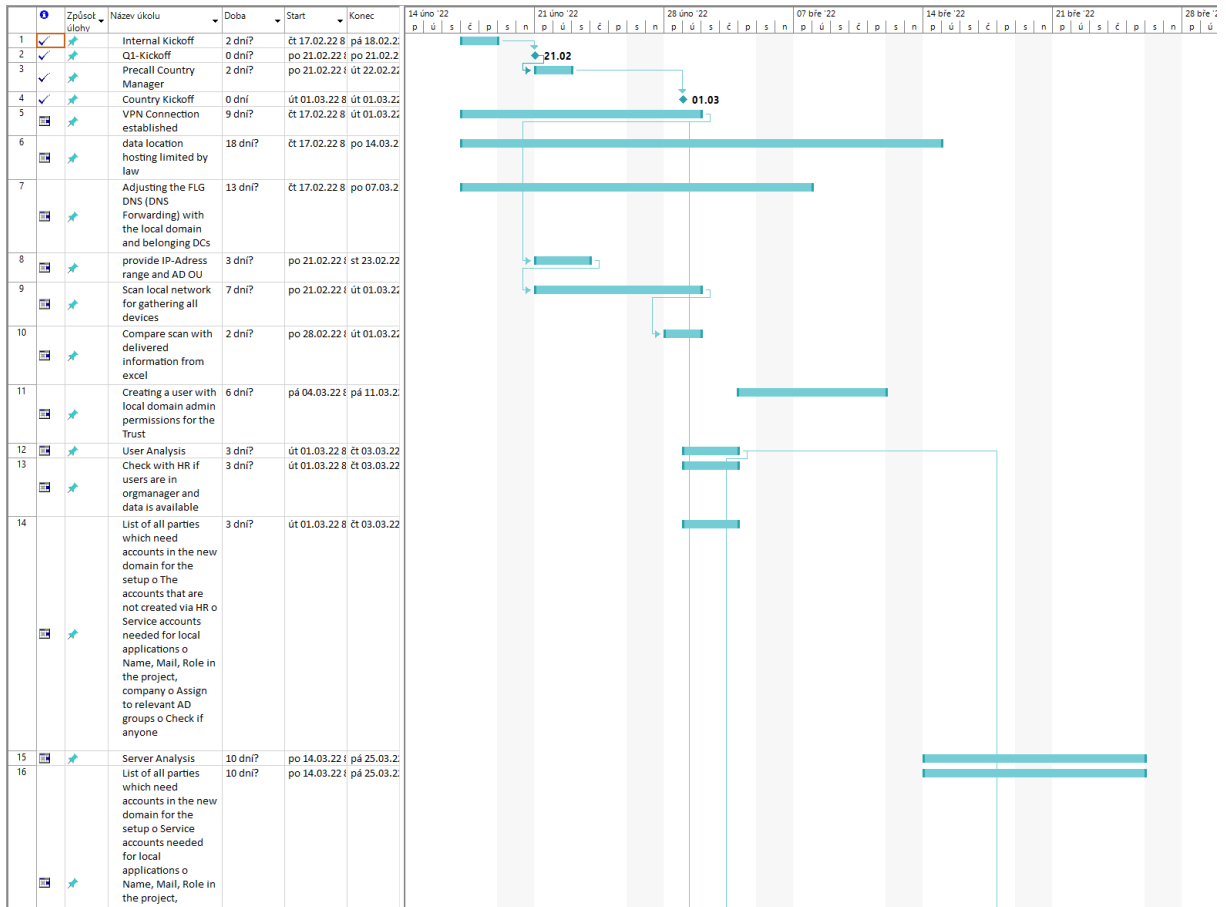 Způsob úlohy Název úkolu Doba Start Konec
14 úno '22 21 úno '22 28 úno '22 07 bře '22 14 bře '22 21 bře '22 28 bře '22
p ú s č p s n p ú s č p s n p ú s č p s n p ú s č p s n p ú s č p s n p ú s č p s n p ú
1 Internal Kickoff 2 dní? čt 17.02.22 8 pá 18.02.22
2 Q1-Kickoff 0 dní? po 21.02.22 8 po 21.02.22
21.02
3 Precall Country 2 dní? po 21.02.22 8 út 22.02.22
Manager
4 Country Kickoff 0 dní út 01.03.22 8 út 01.03.22
01.03
5 VPN Connection 9 dní? čt 17.02.22 8 út 01.03.22
established
6 data location 18 dní? čt 17.02.22 8 po 14.03.2
hosting limited by
law
7 Adjusting the FLG 13 dní? čt 17.02.22 8 po 07.03.2
DNS (DNS
Forwarding) with
the local domain
and belonging DCs
8 provide IP-Adress 3 dní? po 21.02.22 8 st 23.02.22
range and AD OU
9 Scan local network 7 dní? po 21.02.22 8 út 01.03.22
for gathering all
devices
10 Compare scan with 2 dní? po 28.02.22 8 út 01.03.22
delivered
information from
excel
11 Creating a user with 6 dní? pá 04.03.22 8 pá 11.03.22
local domain admin
permissions for the
Trust
12 User Analysis 3 dní? út 01.03.22 8 čt 03.03.22
13 Check with HR if 3 dní? út 01.03.22 8 čt 03.03.22
users are in
orgmanager and
data is available
14 List of all parties 3 dní? út 01.03.22 8 čt 03.03.22
which need
accounts in the new
domain for the
setup o The
accounts that are
not created via HR o
Service accounts
needed for local
applications o
Name, Mail, Role in
the project,
company o Assign
to relevant AD
groups o Check if
anyone
15 Server Analysis 10 dní? po 14.03.22 8 pá 25.03.22
16 List of all parties 10 dní? po 14.03.22 8 pá 25.03.22
which need
accounts in the new
domain for the
setup o Service
accounts needed
for local
applications o
Name, Mail, Role in
the project,